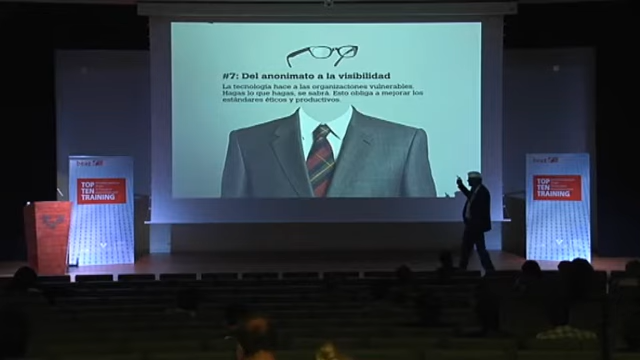 #7: Del anonimato a la visibilidad
La tecnología hace a las organizaciones vulnerables.
Hagas lo que hagas, se sabrá. Esto obliga a mejorar los
estándares éticos y productivos.
TOP
TEN
TRAINING
TOP
TEN
TRAINING